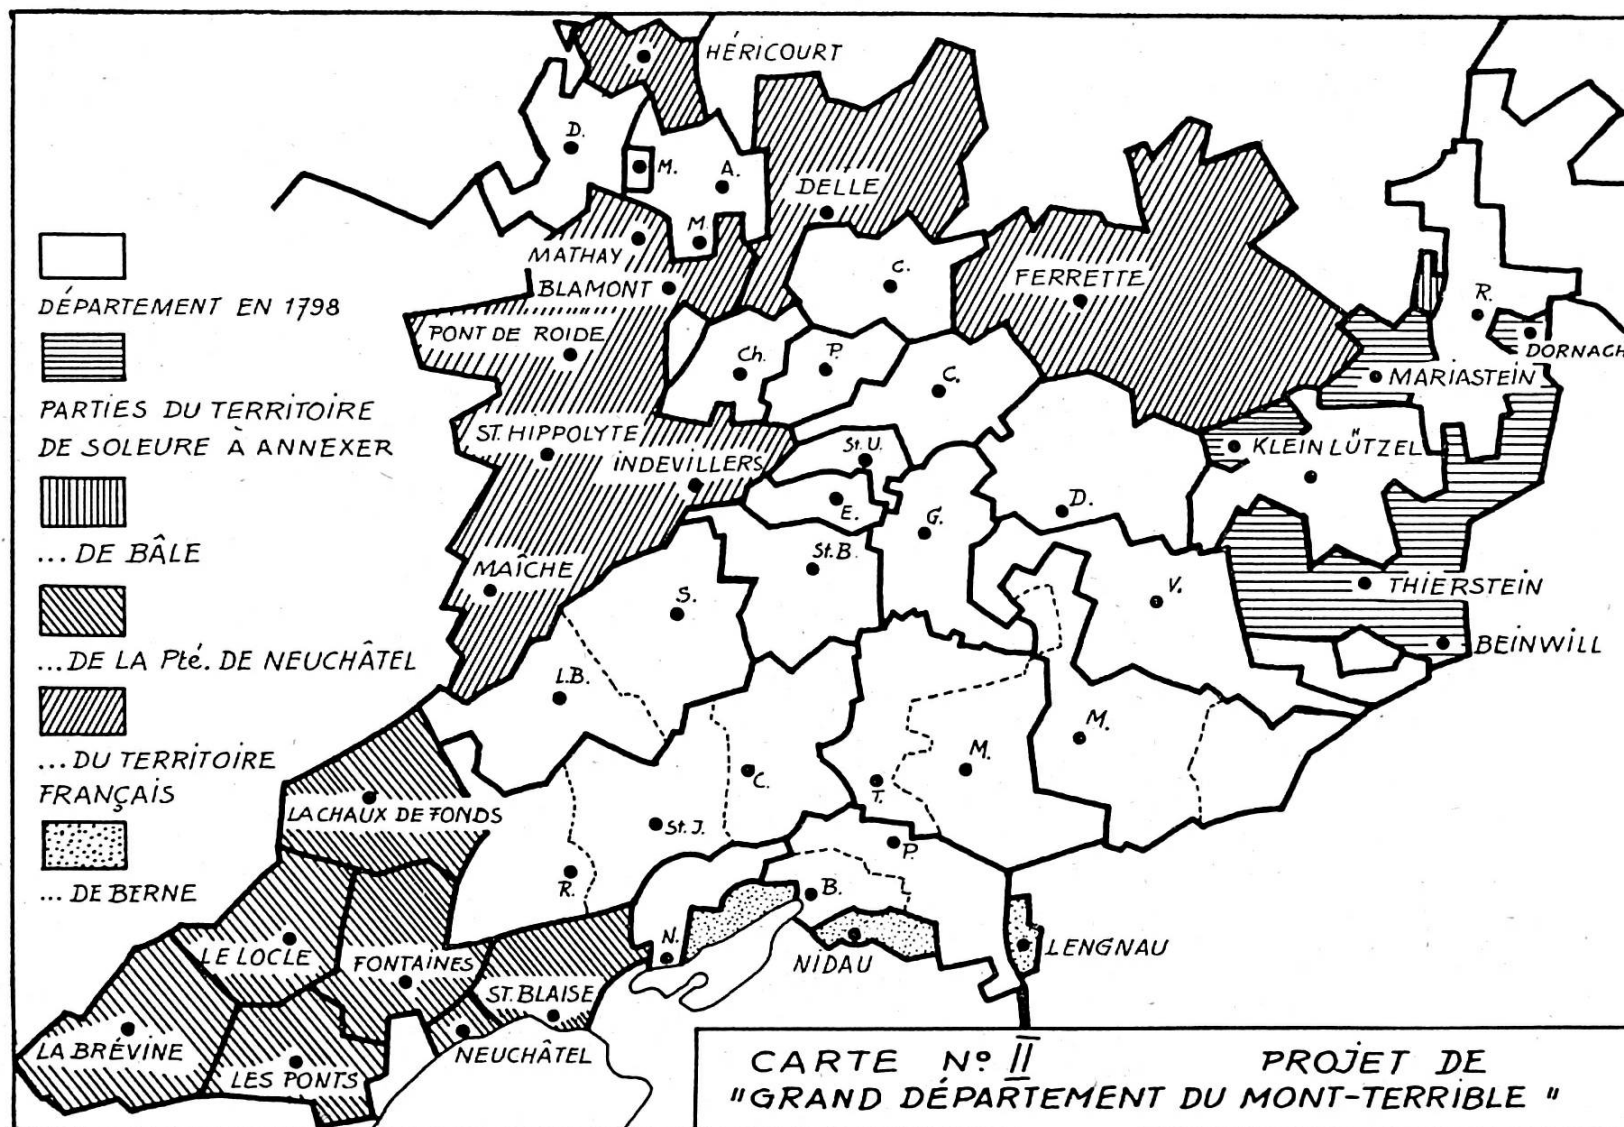 HÉRICOURT
D.
M.
A.
DELLE
M.
MATHAY
BLAMONT
C.
FERRETTE
R.
PONT DE ROIDE
DORNACH
Ch.
P.
C.
MARIASTEIN
ST. HIPPOLYTE
INDEVILLERS
St.U.
KLEIN LÜTZEL
E.
G.
D.
St.B.
MAÎCHE
S.
V.
THIERSTEIN
BEINWILL
L.B.
M.
M.
C.
T.
LA CHAUX DE FONDS
St.J.
P.
R.
B.
N.
LE LOCLE
FONTAINES
NIDAU
LENGNAU
ST. BLAISE
LA BRÉVINE
LES PONTS
NEUCHÂTEL
DÉPARTEMENT EN 1798
PARTIES DU TERRITOIRE
DE SOLEURE À ANNEXER
... DE BÂLE
... DE LA Pté. DE NEUCHÂTEL
... DU TERRITOIRE
FRANÇAIS
... DE BERNE
CARTE Nº II PROJET DE
"GRAND DÉPARTEMENT DU MONT-TERRIBLE"